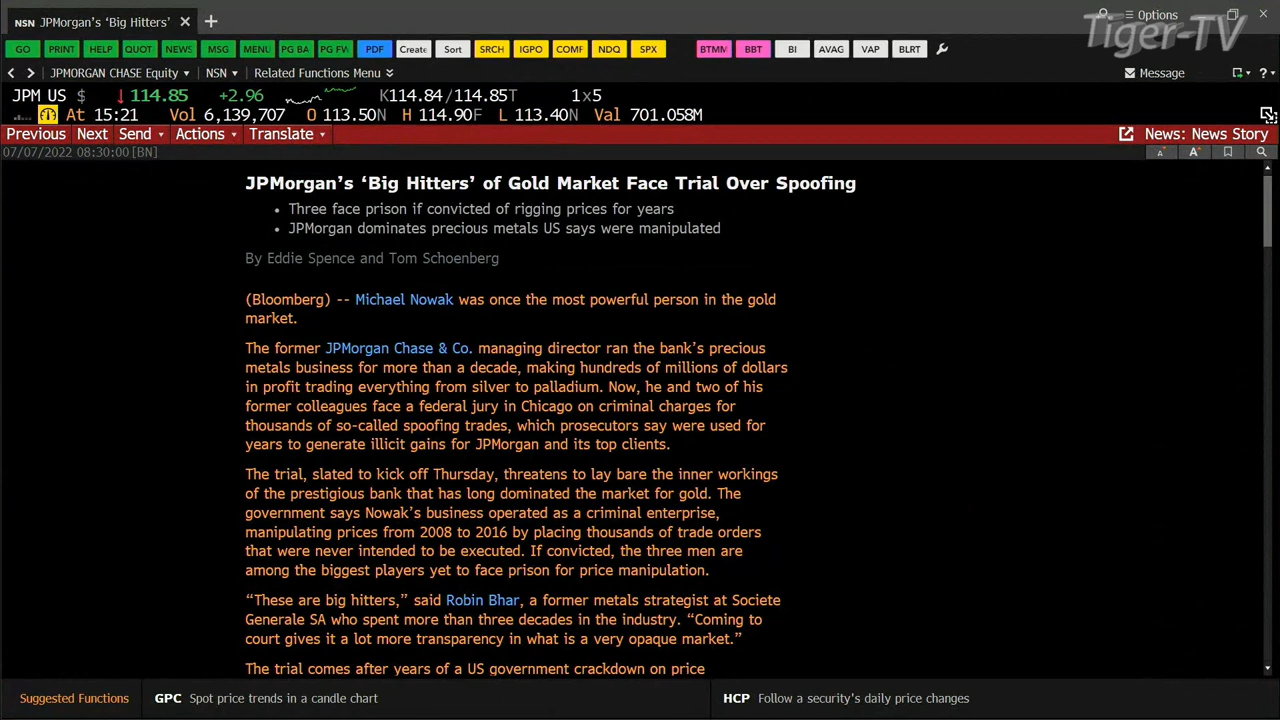 NSN JPMorgan's 'Big Hitters'
Options
Tiger-TV
GO PRINT HELP QUOT NEWS MSG MENU PG BA PG FW PDF Create Sort SRCH IGPO COMF NDQ SPX BTMM BBT BI AVAG VAP BLRT
JPMORGAN CHASE Equity NSN Related Functions Menu Message
JPM US $ ↓114.85 +2.96 K114.84/114.85T 1x5
At 15:21 Vol 6,139,707 O 113.50N H 114.90F L 113.40N Val 701.058M
Previous Next Send Actions Translate News: News Story
07/07/2022 08:30:00 [BN]
JPMorgan's 'Big Hitters' of Gold Market Face Trial Over Spoofing
• Three face prison if convicted of rigging prices for years
• JPMorgan dominates precious metals US says were manipulated
By Eddie Spence and Tom Schoenberg
(Bloomberg) -- Michael Nowak was once the most powerful person in the gold
market.
The former JPMorgan Chase & Co. managing director ran the bank's precious
metals business for more than a decade, making hundreds of millions of dollars
in profit trading everything from silver to palladium. Now, he and two of his
former colleagues face a federal jury in Chicago on criminal charges for
thousands of so-called spoofing trades, which prosecutors say were used for
years to generate illicit gains for JPMorgan and its top clients.
The trial, slated to kick off Thursday, threatens to lay bare the inner workings
of the prestigious bank that has long dominated the market for gold. The
government says Nowak's business operated as a criminal enterprise,
manipulating prices from 2008 to 2016 by placing thousands of trade orders
that were never intended to be executed. If convicted, the three men are
among the biggest players yet to face prison for price manipulation.
"These are big hitters," said Robin Bhar, a former metals strategist at Societe
Generale SA who spent more than three decades in the industry. "Coming to
court gives it a lot more transparency in what is a very opaque market."
The trial comes after years of a US government crackdown on price
Suggested Functions GPC Spot price trends in a candle chart HCP Follow a security's daily price changes